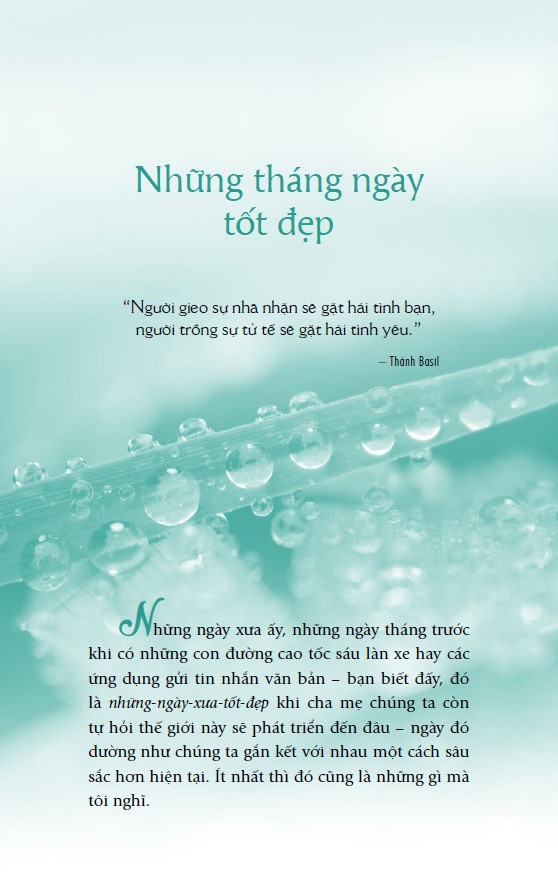 Những tháng ngày
tốt đẹp
“Người gieo sự nhã nhặn sẽ gặt hái tình bạn,
người trồng sự tử tế sẽ gặt hái tình yêu.”
– Thánh Basil
Những ngày xưa ấy, những ngày tháng trước
khi có những con đường cao tốc sáu làn xe hay các
ứng dụng gửi tin nhắn văn bản – bạn biết đấy, đó
là những-ngày-xưa-tốt-đẹp khi cha mẹ chúng ta còn
tự hỏi thế giới này sẽ phát triển đến đâu – ngày đó
dường như chúng ta gắn kết với nhau một cách sâu
sắc hơn hiện tại. Ít nhất thì đó cũng là những gì mà
tôi nghĩ.